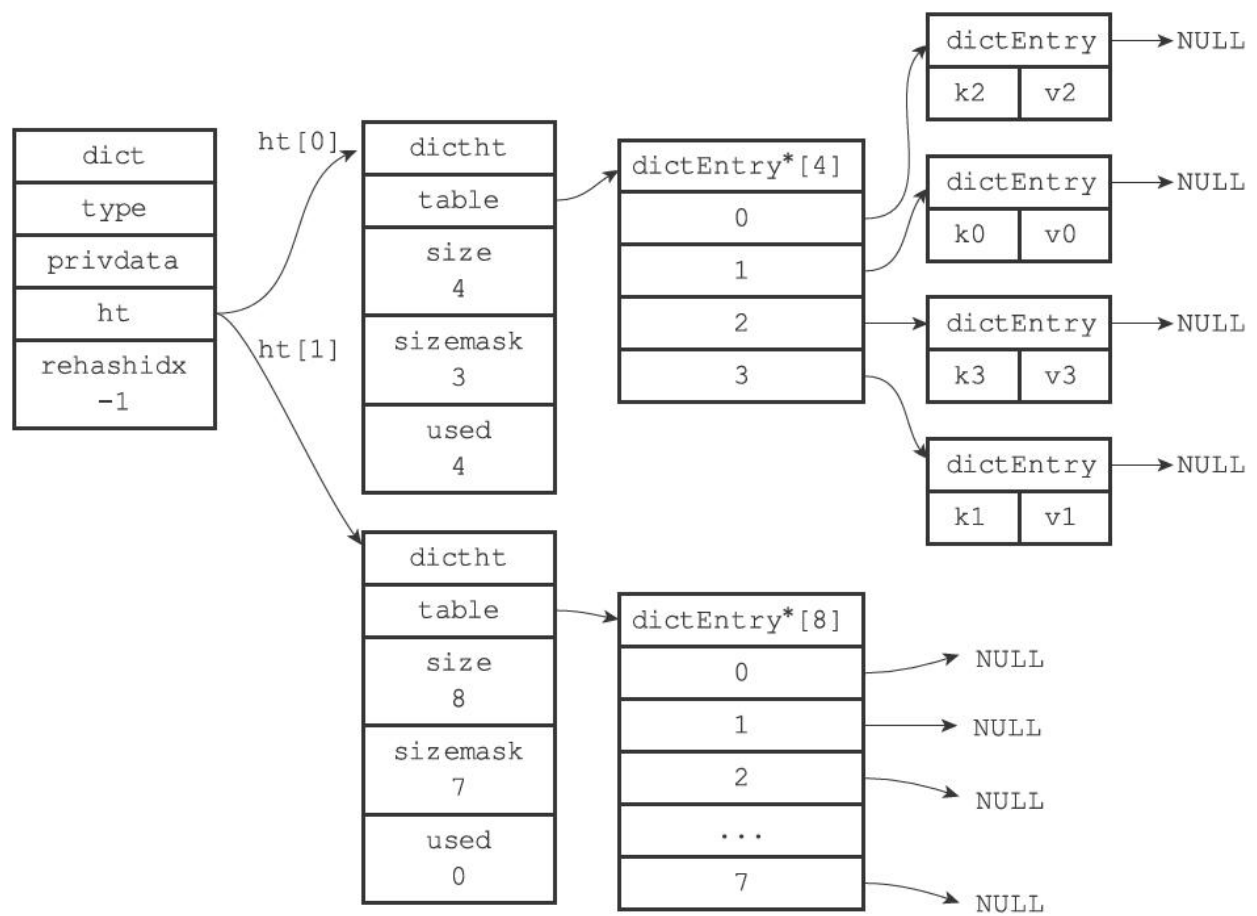 dict
type
privdata
ht
rehashidx
-1
ht[0]
ht[1]
dictht
table
size
4
sizemask
3
used
4
dictEntry*[4]
0
1
2
3
dictEntry
NULL
k2 v2
dictEntry
NULL
k0 v0
dictEntry
NULL
k3 v3
dictEntry
NULL
k1 v1
dictht
table
size
8
sizemask
7
used
0
dictEntry*[8]
0
1
2
...
7
NULL
NULL
NULL
NULL